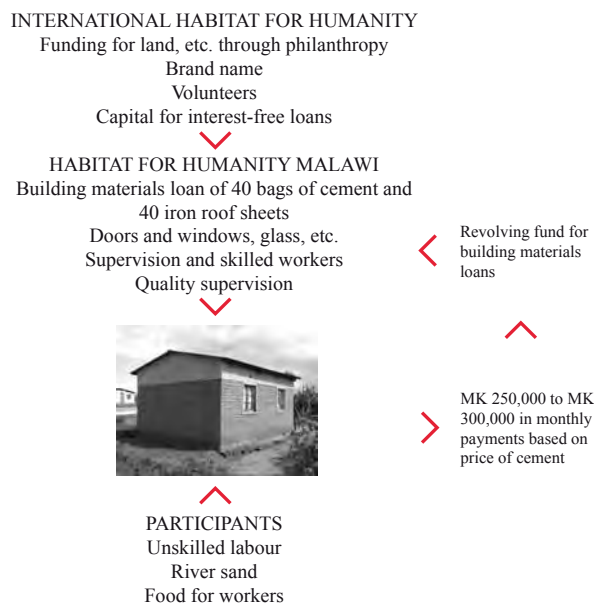 INTERNATIONAL HABITAT FOR HUMANITY
Funding for land, etc. through philanthropy
Brand name
Volunteers
Capital for interest-free loans
HABITAT FOR HUMANITY MALAWI
Building materials loan of 40 bags of cement and
40 iron roof sheets
Doors and windows, glass, etc.
Supervision and skilled workers
Quality supervision
Revolving fund for
building materials
loans
MK 250,000 to MK
300,000 in monthly
payments based on
price of cement
PARTICIPANTS
Unskilled labour
River sand
Food for workers